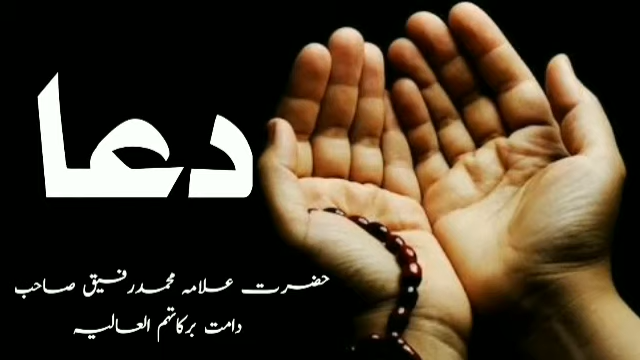 دعا
حضرت علامہ محمد رفیق صاحب
دامت برکاتہم العالیہ